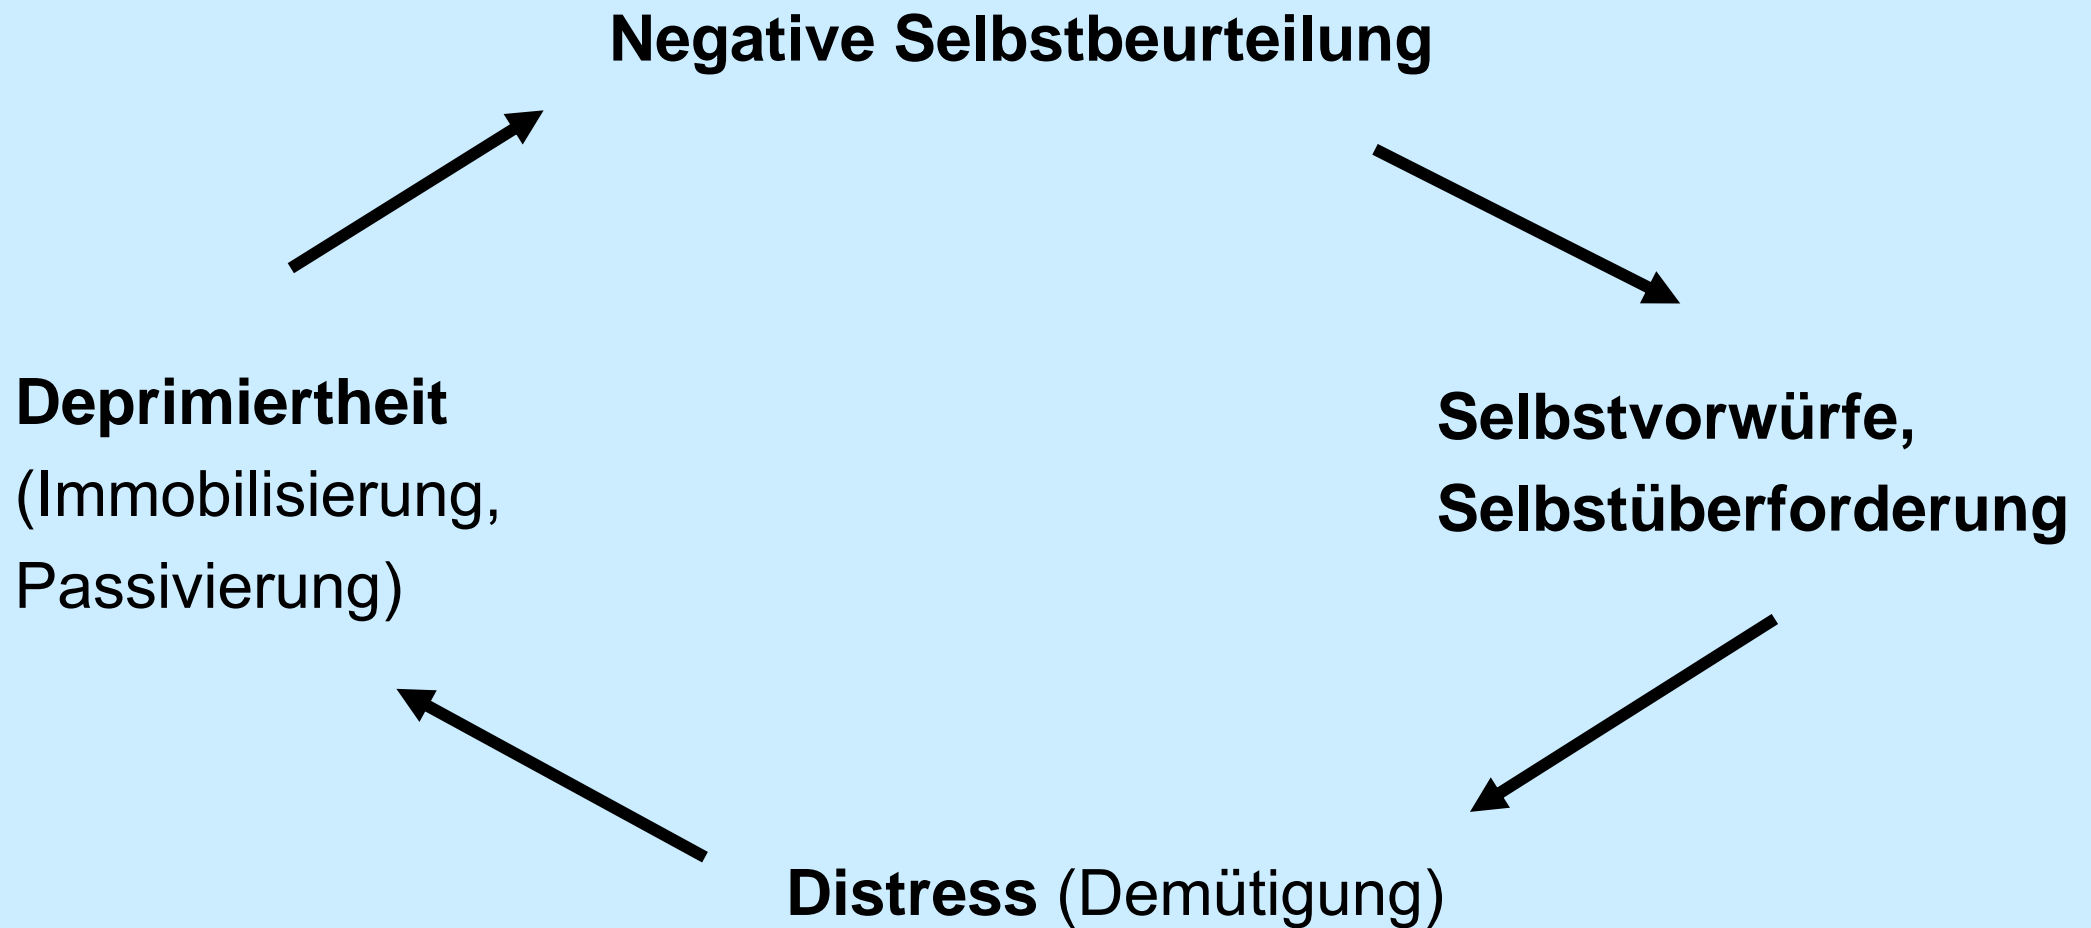 Negative Selbstbeurteilung
Deprimiertheit
(Immobilisierung,
Passivierung)
Selbstvorwürfe,
Selbstüberforderung
Distress (Demütigung)